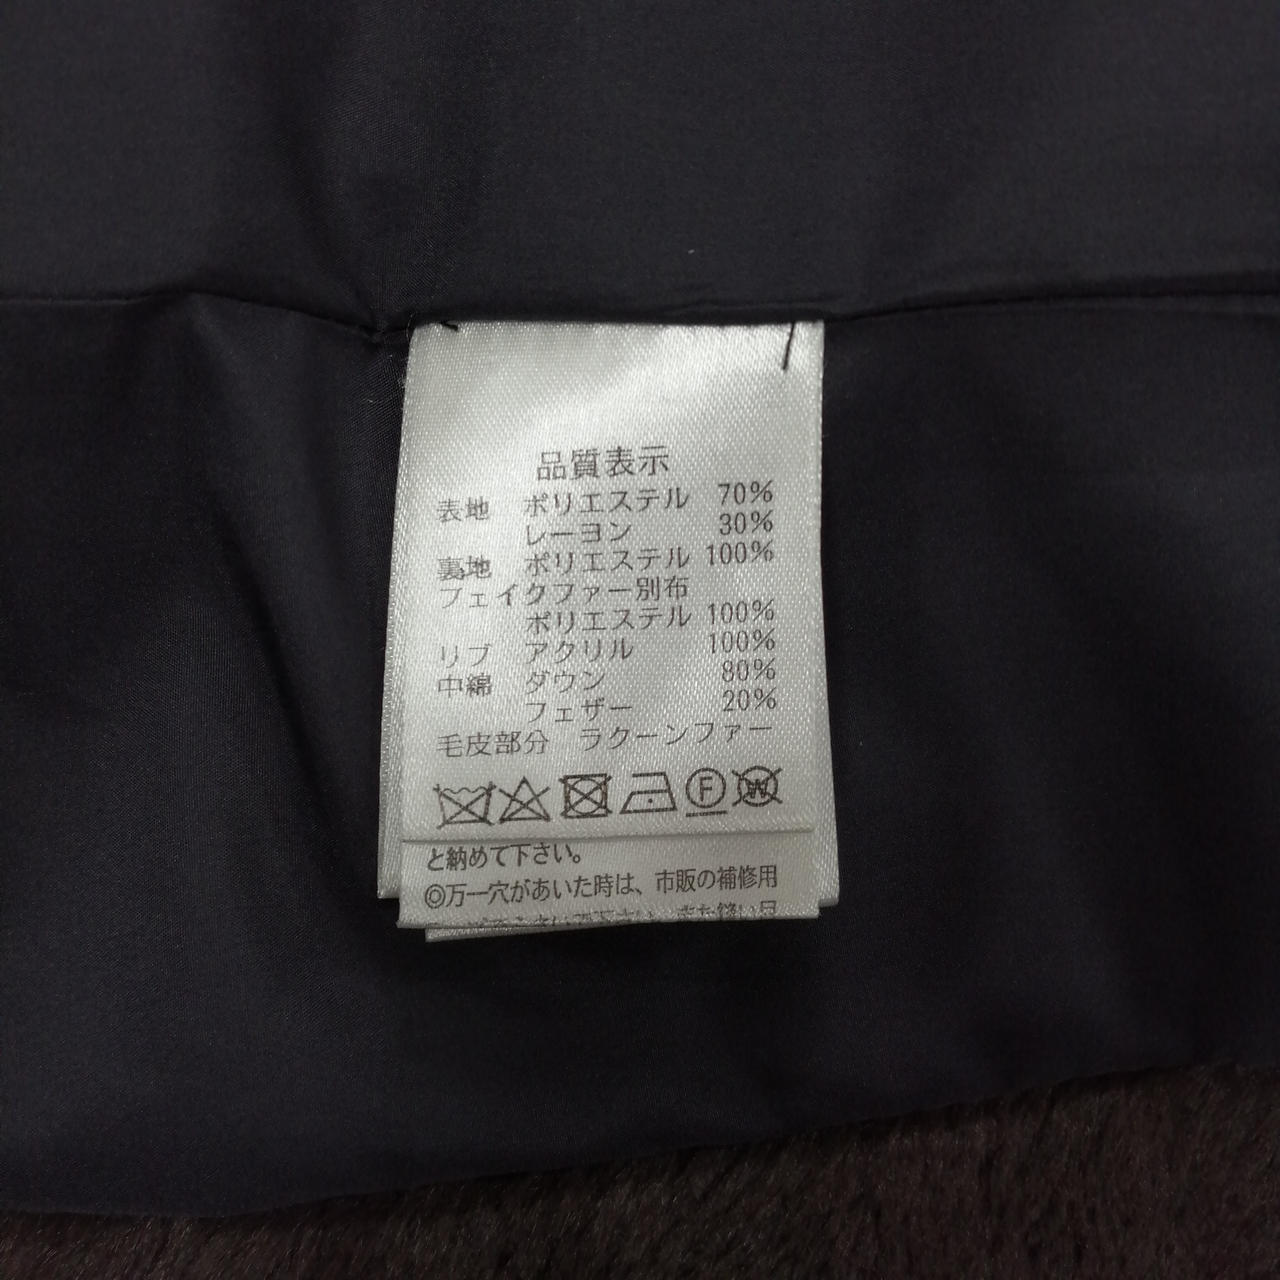 品質表示
表地 ポリエステル 70%
レーヨン 30%
裏地 ポリエステル 100%
フェイクファー別布
ポリエステル 100%
リブ アクリル 100%
中綿 ダウン 80%
フェザー 20%
毛皮部分 ラクーンファー
F W
と納めて下さい。
◎万一穴があいた時は、市販の補修用